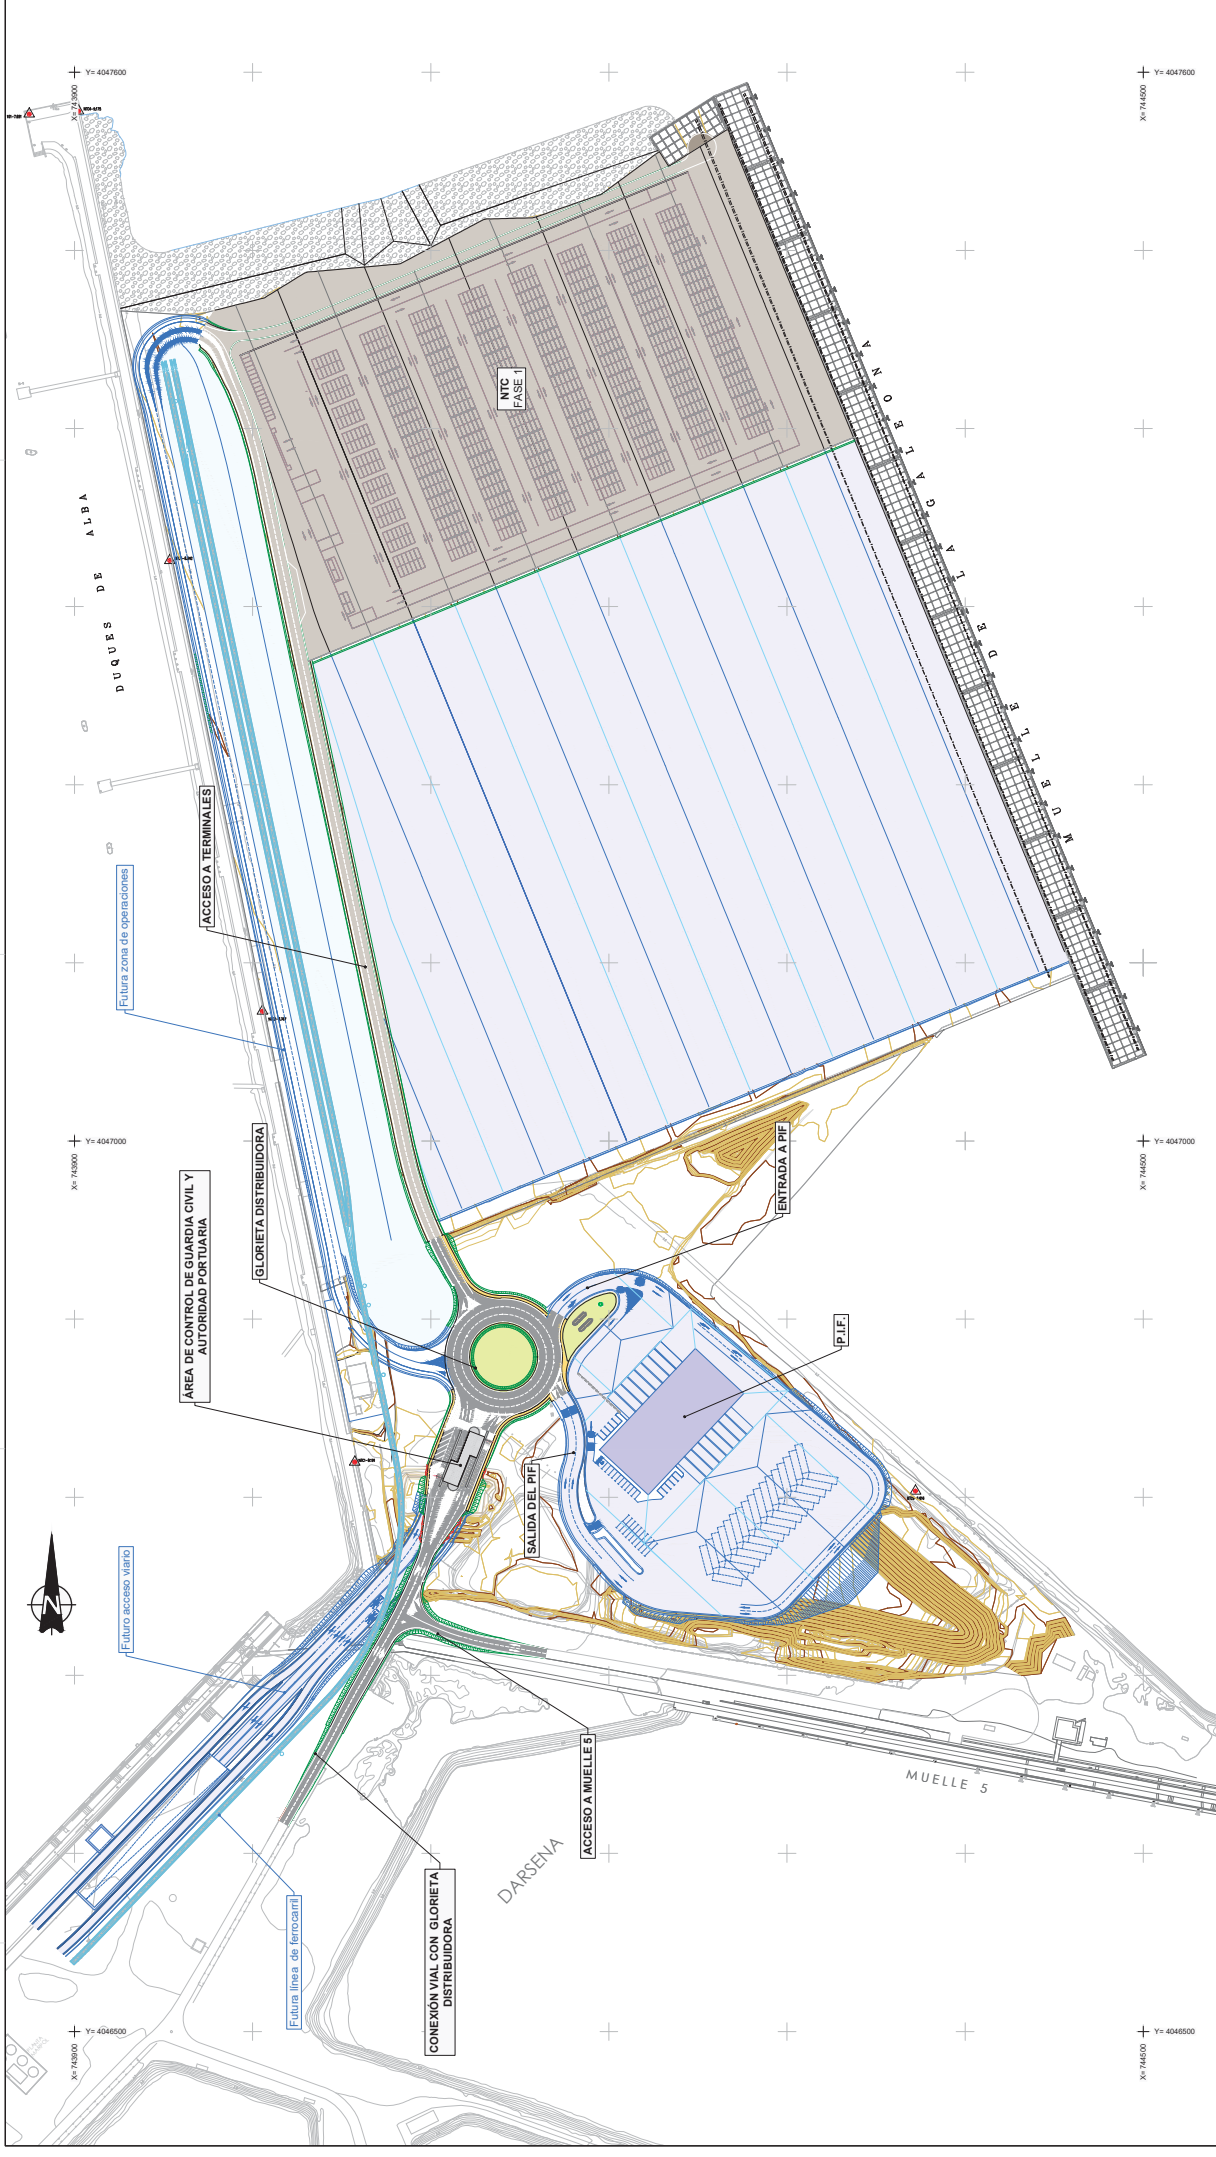 Y= 4047600
X= 743900
Y= 4047600
X= 744500
DUQUES DE ALBA
NTC
FASE 1
MUELLE DE LA GALEONA
ACCESO A TERMINALES
Futura zona de operaciones
Y= 4047000
X= 743900
Y= 4047000
X= 744500
GLORIETA DISTRIBUIDORA
ÁREA DE CONTROL DE GUARDIA CIVIL Y
AUTORIDAD PORTUARIA
ENTRADA A PIF
P.I.F.
SALIDA DEL PIF
N
Futuro acceso viario
ACCESO A MUELLE 5
MUELLE 5
DARSENA
CONEXIÓN VIAL CON GLORIETA
DISTRIBUIDORA
Futura línea de ferrocarril
Y= 4046500
X= 743900
Y= 4046500
X= 744500